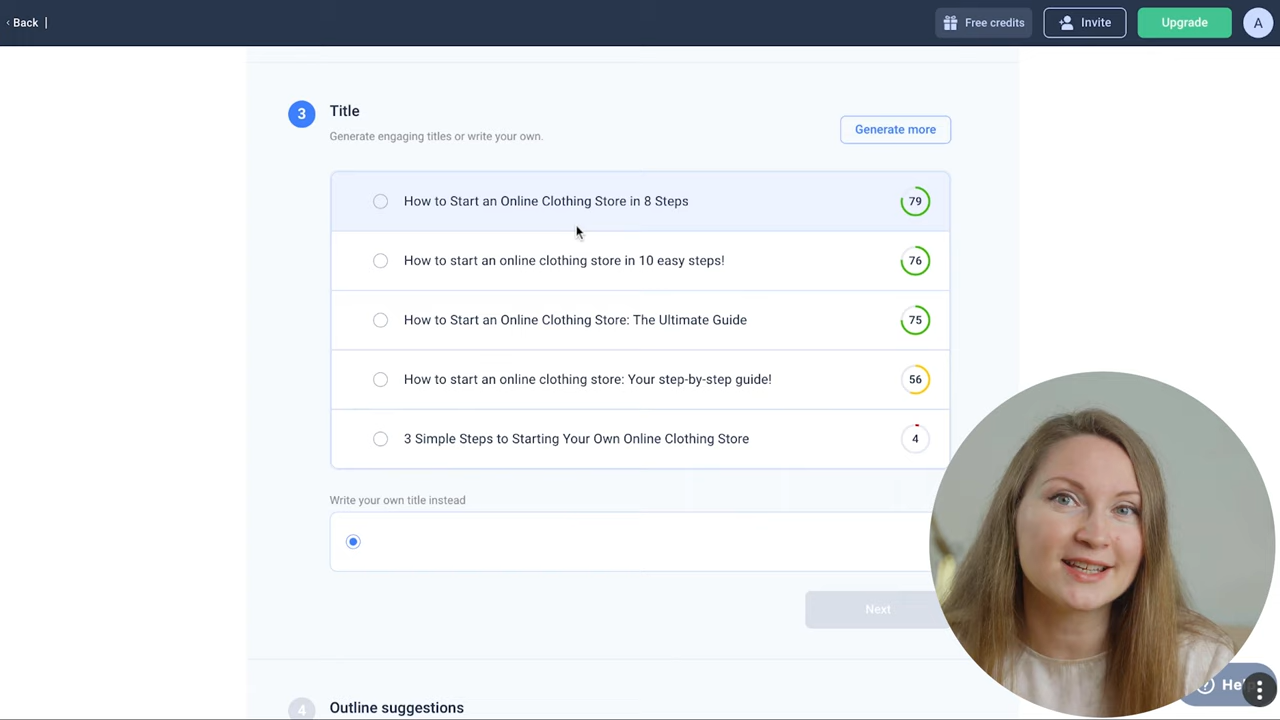 ‹ Back |
Free credits
Invite
Upgrade
A
3
Title
Generate engaging titles or write your own.
Generate more
How to Start an Online Clothing Store in 8 Steps
79
How to start an online clothing store in 10 easy steps!
76
How to Start an Online Clothing Store: The Ultimate Guide
75
How to start an online clothing store: Your step-by-step guide!
56
3 Simple Steps to Starting Your Own Online Clothing Store
4
Write your own title instead
Next
? Hel
4
Outline suggestions